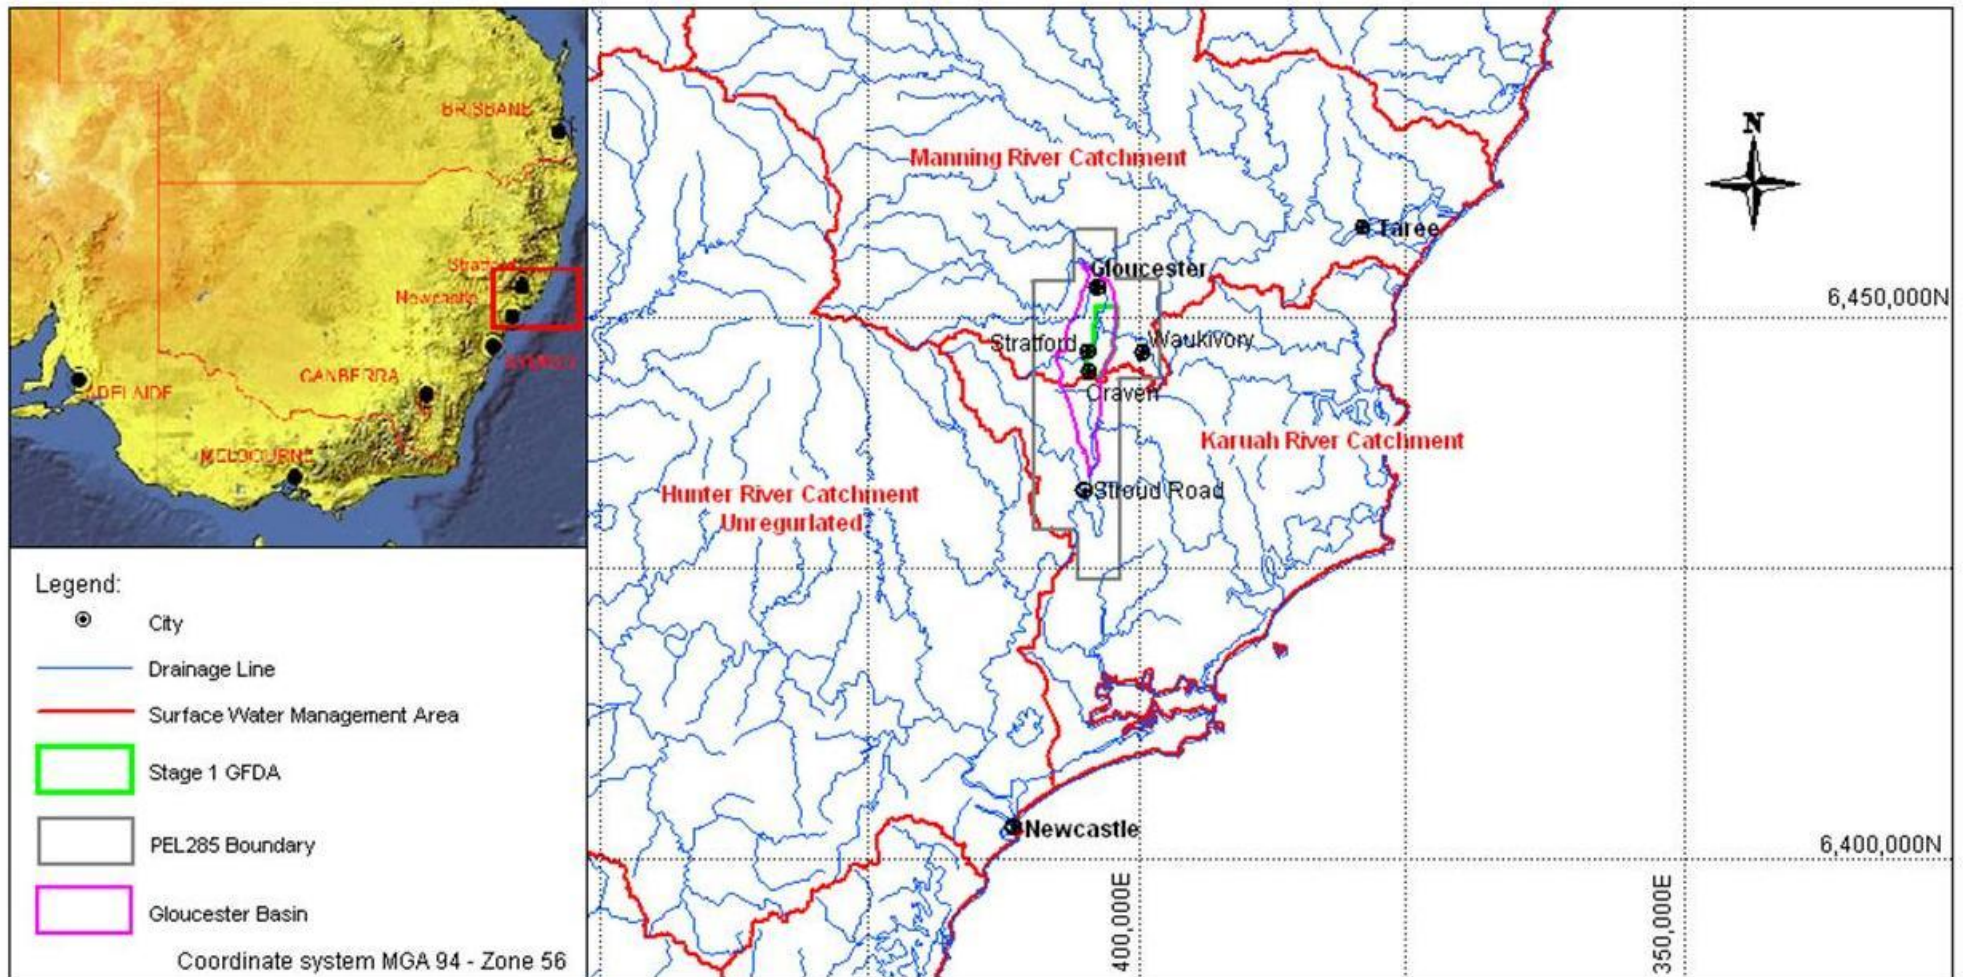 BRISBANE
Newcastle
CANBERRA
ADELAIDE
MELBOURNE
Legend:
City
Drainage Line
Surface Water Management Area
Stage 1 GFDA
PEL285 Boundary
Gloucester Basin
Coordinate system MGA 94 - Zone 56
Manning River Catchment
N
Taree
Gloucester
6,450,000N
Stratford
Waukivory
Craven
Karuah River Catchment
Hunter River Catchment
Unregurlated
Stroud Road
Newcastle
6,400,000N
400,000E
350,000E